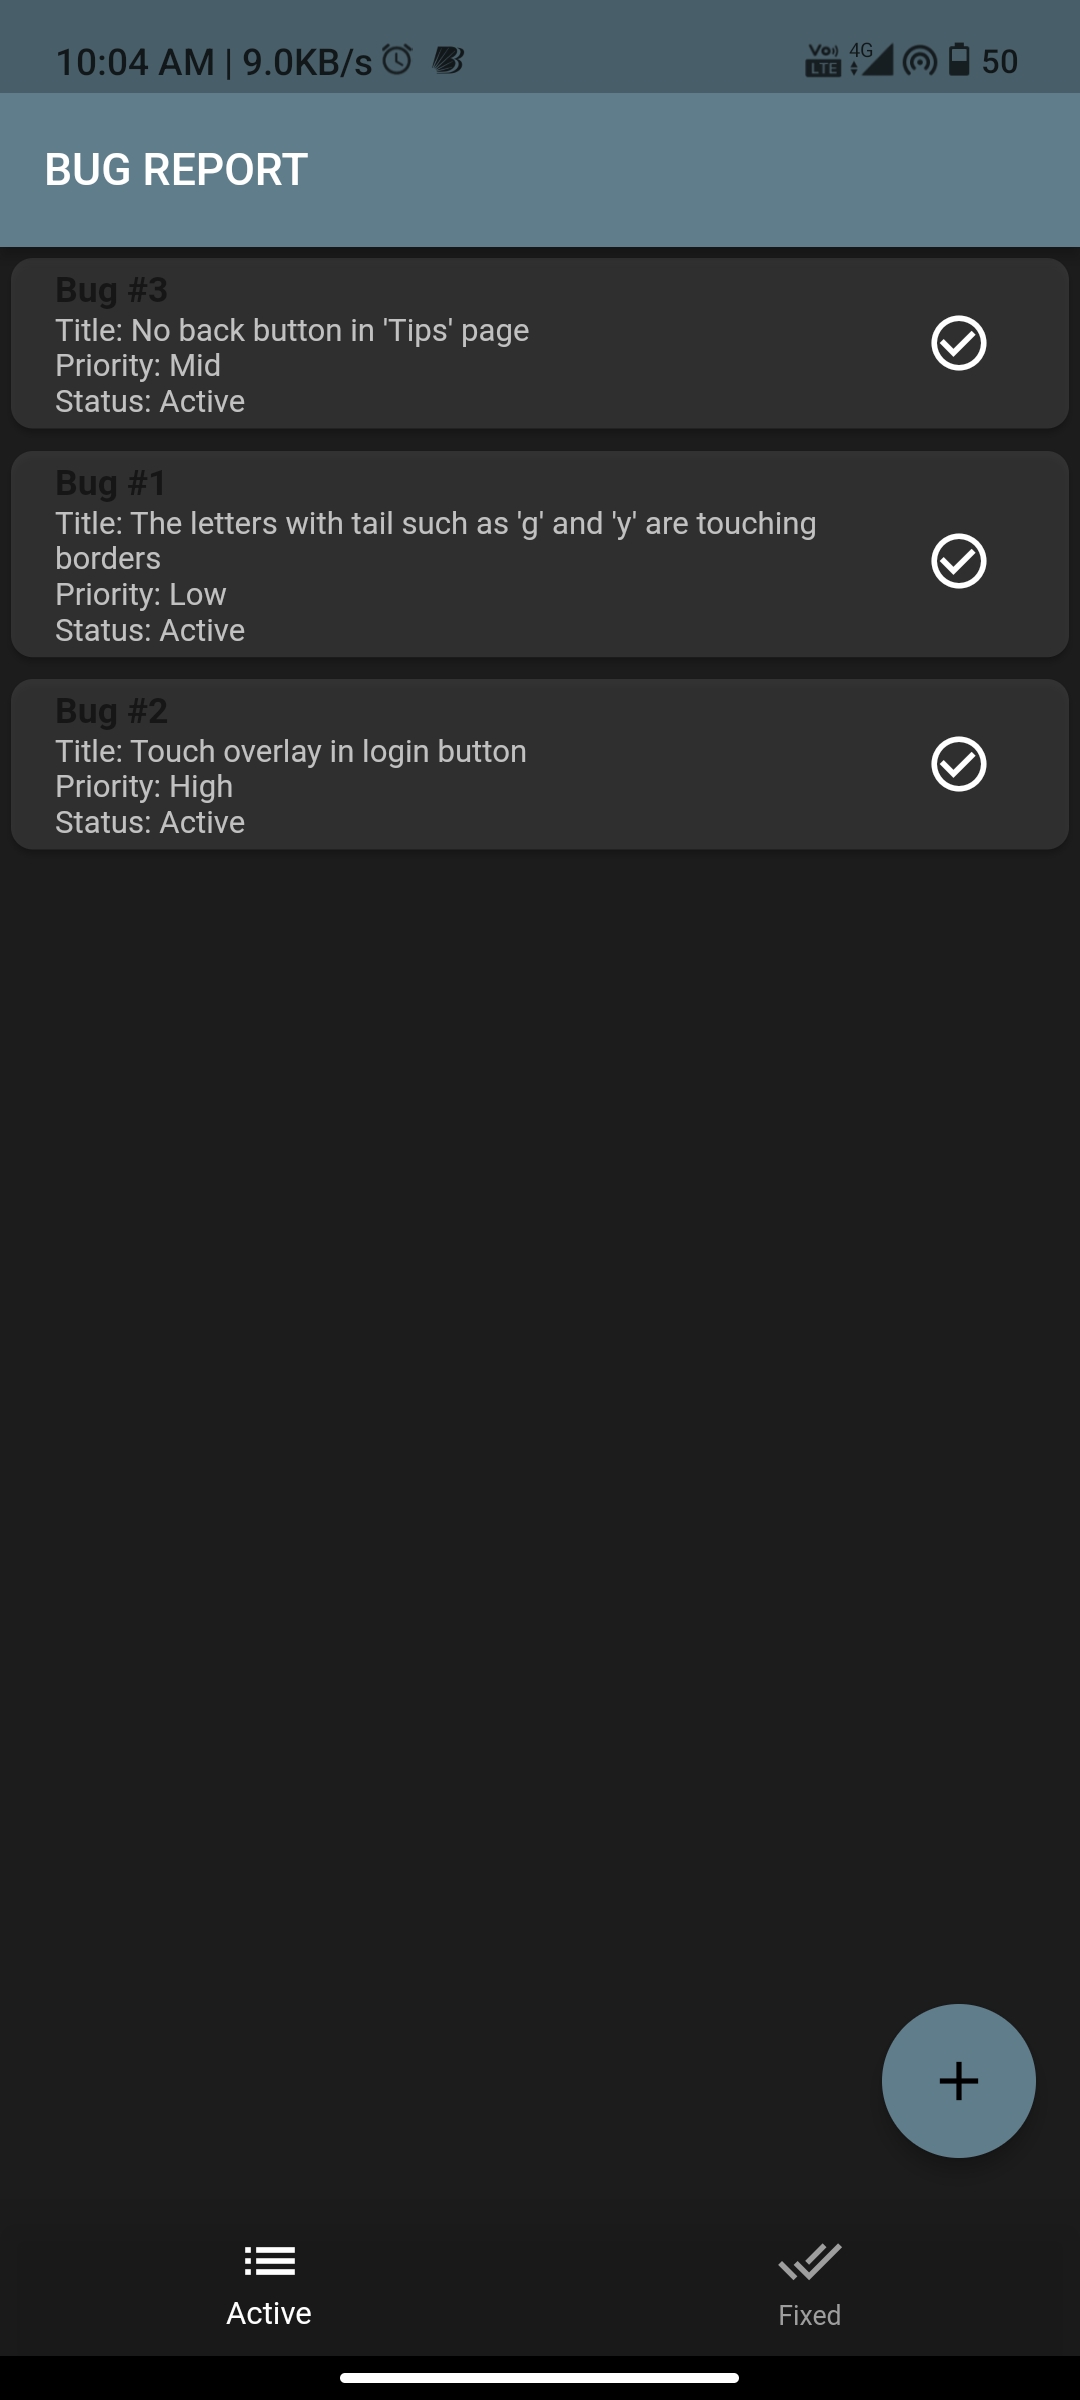 10:04 AM | 9.0KB/s
Vo)) LTE 4G 50
BUG REPORT
Bug #3
Title: No back button in 'Tips' page
Priority: Mid
Status: Active
Bug #1
Title: The letters with tail such as 'g' and 'y' are touching
borders
Priority: Low
Status: Active
Bug #2
Title: Touch overlay in login button
Priority: High
Status: Active
Active
Fixed